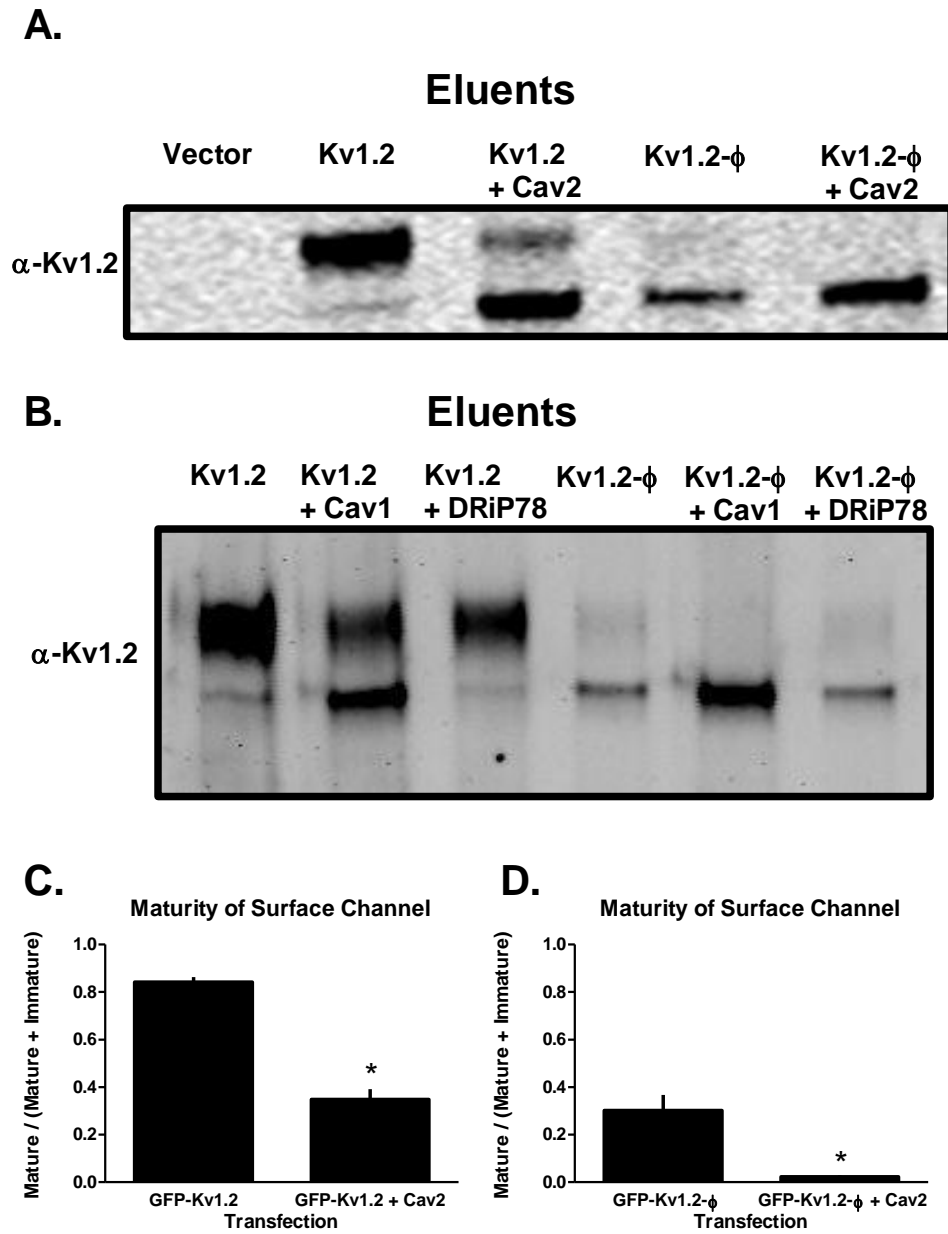 A.
Eluents
Vector Kv1.2 Kv1.2 + Cav2 Kv1.2-ϕ Kv1.2-ϕ + Cav2
α-Kv1.2
B.
Eluents
Kv1.2 Kv1.2 + Cav1 Kv1.2 + DRiP78 Kv1.2-ϕ Kv1.2-ϕ + Cav1 Kv1.2-ϕ + DRiP78
α-Kv1.2
C.
Maturity of Surface Channel
Mature / (Mature + Immature)
1.0
0.8
0.6
0.4
0.2
0.0
*
GFP-Kv1.2 GFP-Kv1.2 + Cav2
Transfection
D.
Maturity of Surface Channel
Mature / (Mature + Immature)
1.0
0.8
0.6
0.4
0.2
0.0
*
GFP-Kv1.2-ϕ GFP-Kv1.2-ϕ + Cav2
Transfection